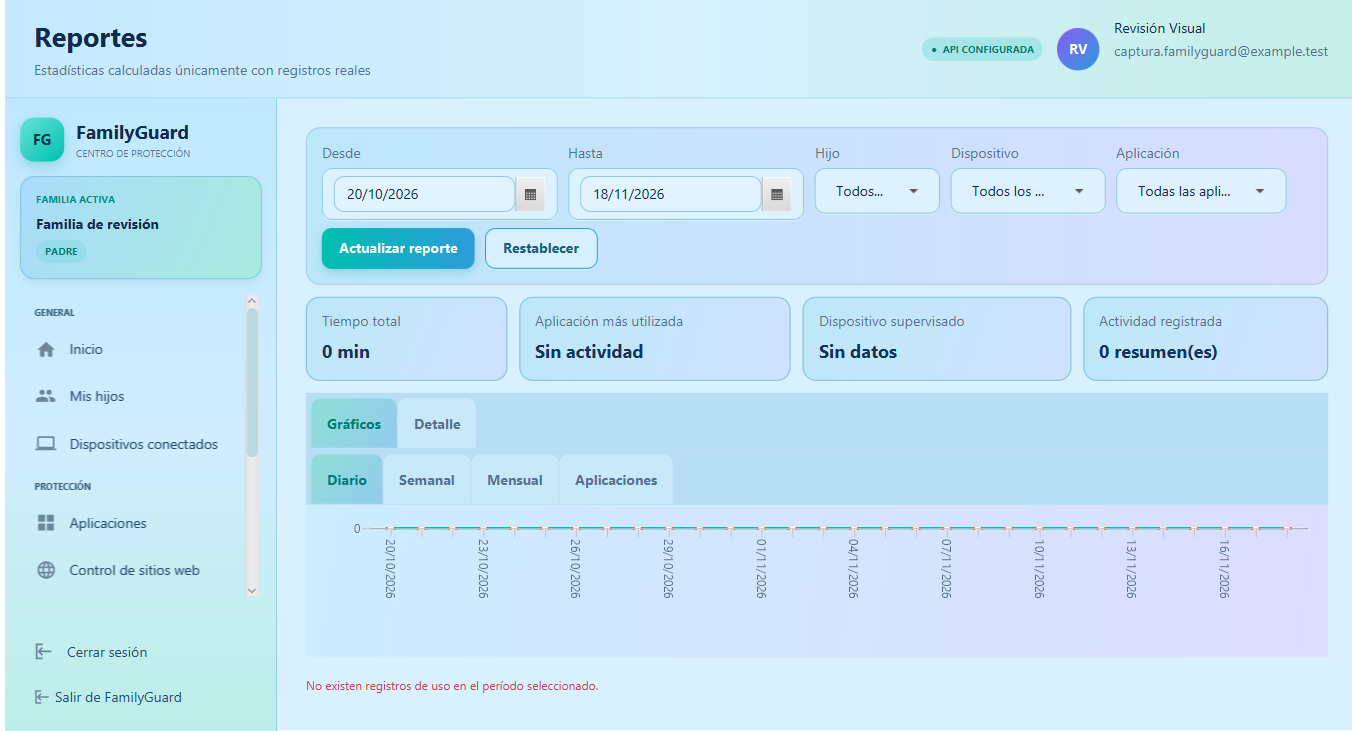 Reportes
Estadísticas calculadas únicamente con registros reales
• API CONFIGURADA
RV
Revisión Visual
captura.familyguard@example.test
FG
FamilyGuard
CENTRO DE PROTECCIÓN
FAMILIA ACTIVA
Familia de revisión
PADRE
GENERAL
Inicio
Mis hijos
Dispositivos conectados
PROTECCIÓN
Aplicaciones
Control de sitios web
Cerrar sesión
Salir de FamilyGuard
Desde
Hasta
Hijo
Dispositivo
Aplicación
20/10/2026
18/11/2026
Todos...
Todos los ...
Todas las apli...
Actualizar reporte
Restablecer
Tiempo total
0 min
Aplicación más utilizada
Sin actividad
Dispositivo supervisado
Sin datos
Actividad registrada
0 resumen(es)
Gráficos
Detalle
Diario
Semanal
Mensual
Aplicaciones
0
20/10/2026
23/10/2026
26/10/2026
29/10/2026
01/11/2026
04/11/2026
07/11/2026
10/11/2026
13/11/2026
16/11/2026
No existen registros de uso en el período seleccionado.